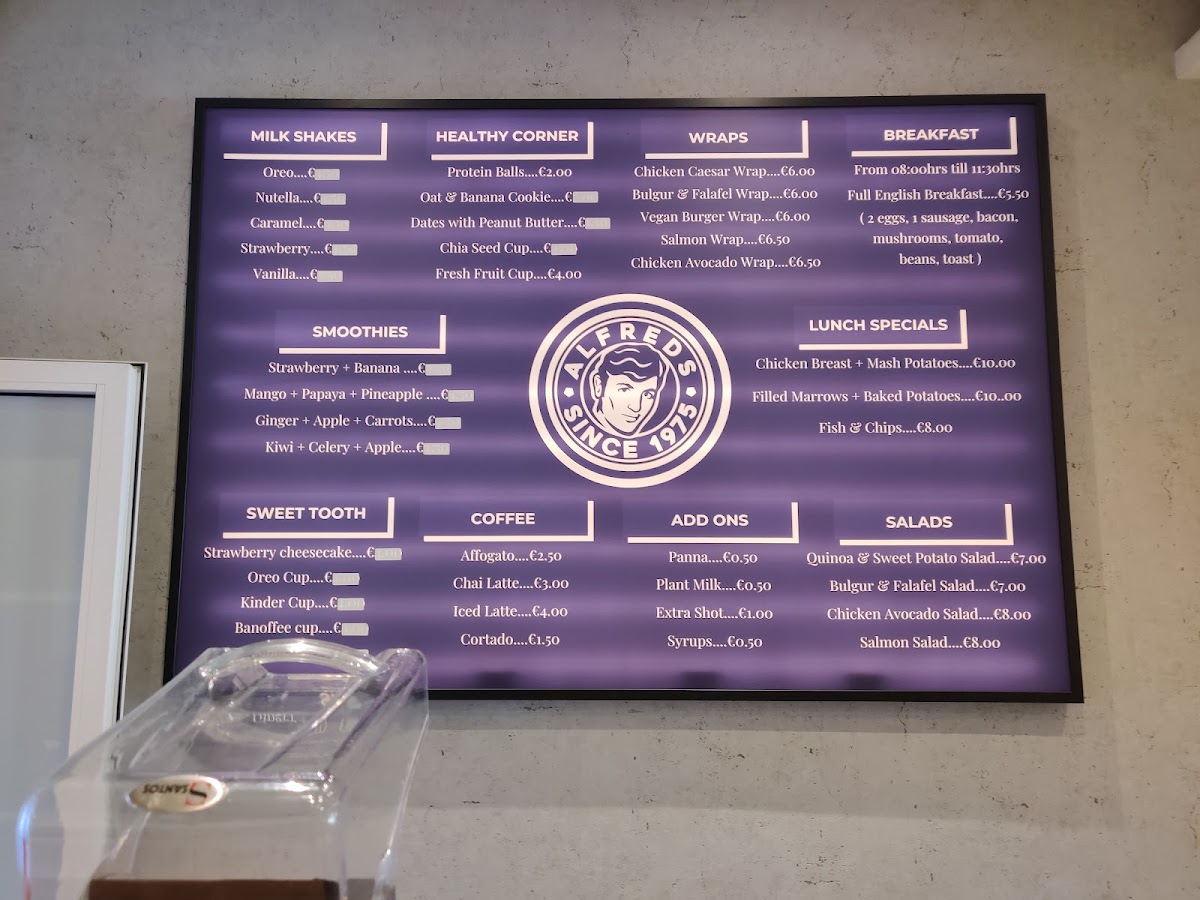 MILK SHAKES
Oreo....€
Nutella....€
Caramel....€
Strawberry....€
Vanilla....€
HEALTHY CORNER
Protein Balls....€2.00
Oat & Banana Cookie....€
Dates with Peanut Butter....€
Chia Seed Cup....€
Fresh Fruit Cup....€4.00
WRAPS
Chicken Caesar Wrap....€6.00
Bulgur & Falafel Wrap....€6.00
Vegan Burger Wrap....€6.00
Salmon Wrap....€6.50
Chicken Avocado Wrap....€6.50
BREAKFAST
From 08:00hrs till 11:30hrs
Full English Breakfast....€5.50
( 2 eggs, 1 sausage, bacon,
mushrooms, tomato,
beans, toast )
SMOOTHIES
Strawberry + Banana ....€
Mango + Papaya + Pineapple ....€
Ginger + Apple + Carrots....€
Kiwi + Celery + Apple....€
ALFREDS
SINCE 1975
LUNCH SPECIALS
Chicken Breast + Mash Potatoes....€10.00
Filled Marrows + Baked Potatoes....€10..00
Fish & Chips....€8.00
SWEET TOOTH
Strawberry cheesecake....€
Oreo Cup....€
Kinder Cup....€
Banoffee cup....€
COFFEE
Affogato....€2.50
Chai Latte....€3.00
Iced Latte....€4.00
Cortado....€1.50
ADD ONS
Panna....€0.50
Plant Milk....€0.50
Extra Shot....€1.00
Syrups....€0.50
SALADS
Quinoa & Sweet Potato Salad....€7.00
Bulgur & Falafel Salad....€7.00
Chicken Avocado Salad....€8.00
Salmon Salad....€8.00
SANTOS